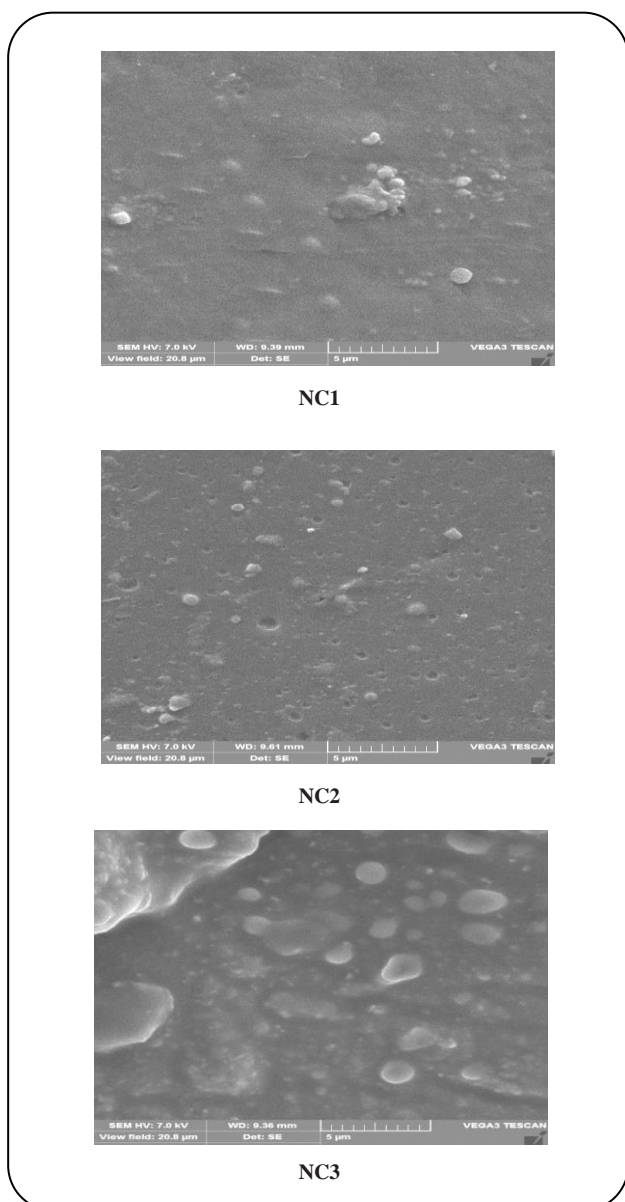 SEM HV: 7.0 kV WD: 9.39 mm VEGA3 TESCAN
View field: 20.8 µm Det: SE 5 µm
NC1
SEM HV: 7.0 kV WD: 9.61 mm VEGA3 TESCAN
View field: 20.8 µm Det: SE 5 µm
NC2
SEM HV: 7.0 kV WD: 9.36 mm VEGA3 TESCAN
View field: 20.8 µm Det: SE 5 µm
NC3